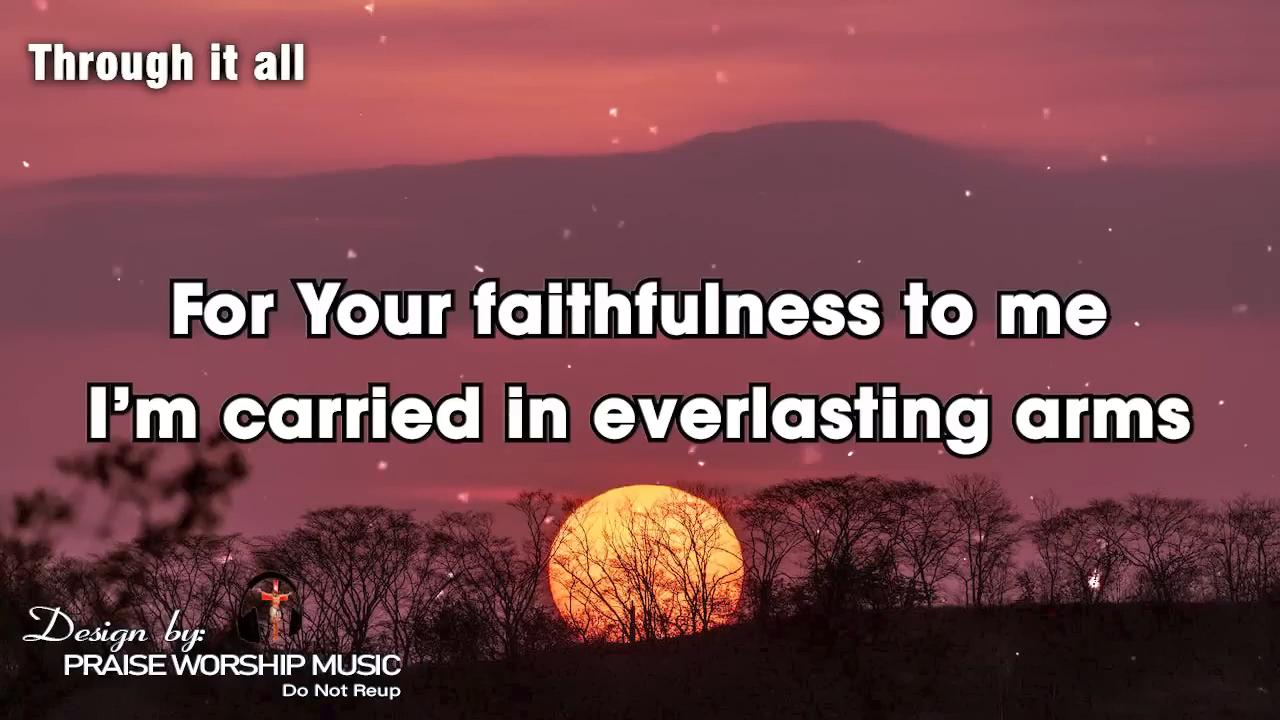 Through it all
For Your faithfulness to me
I'm carried in everlasting arms
Design by:
PRAISE WORSHIP MUSIC
Do Not Reup